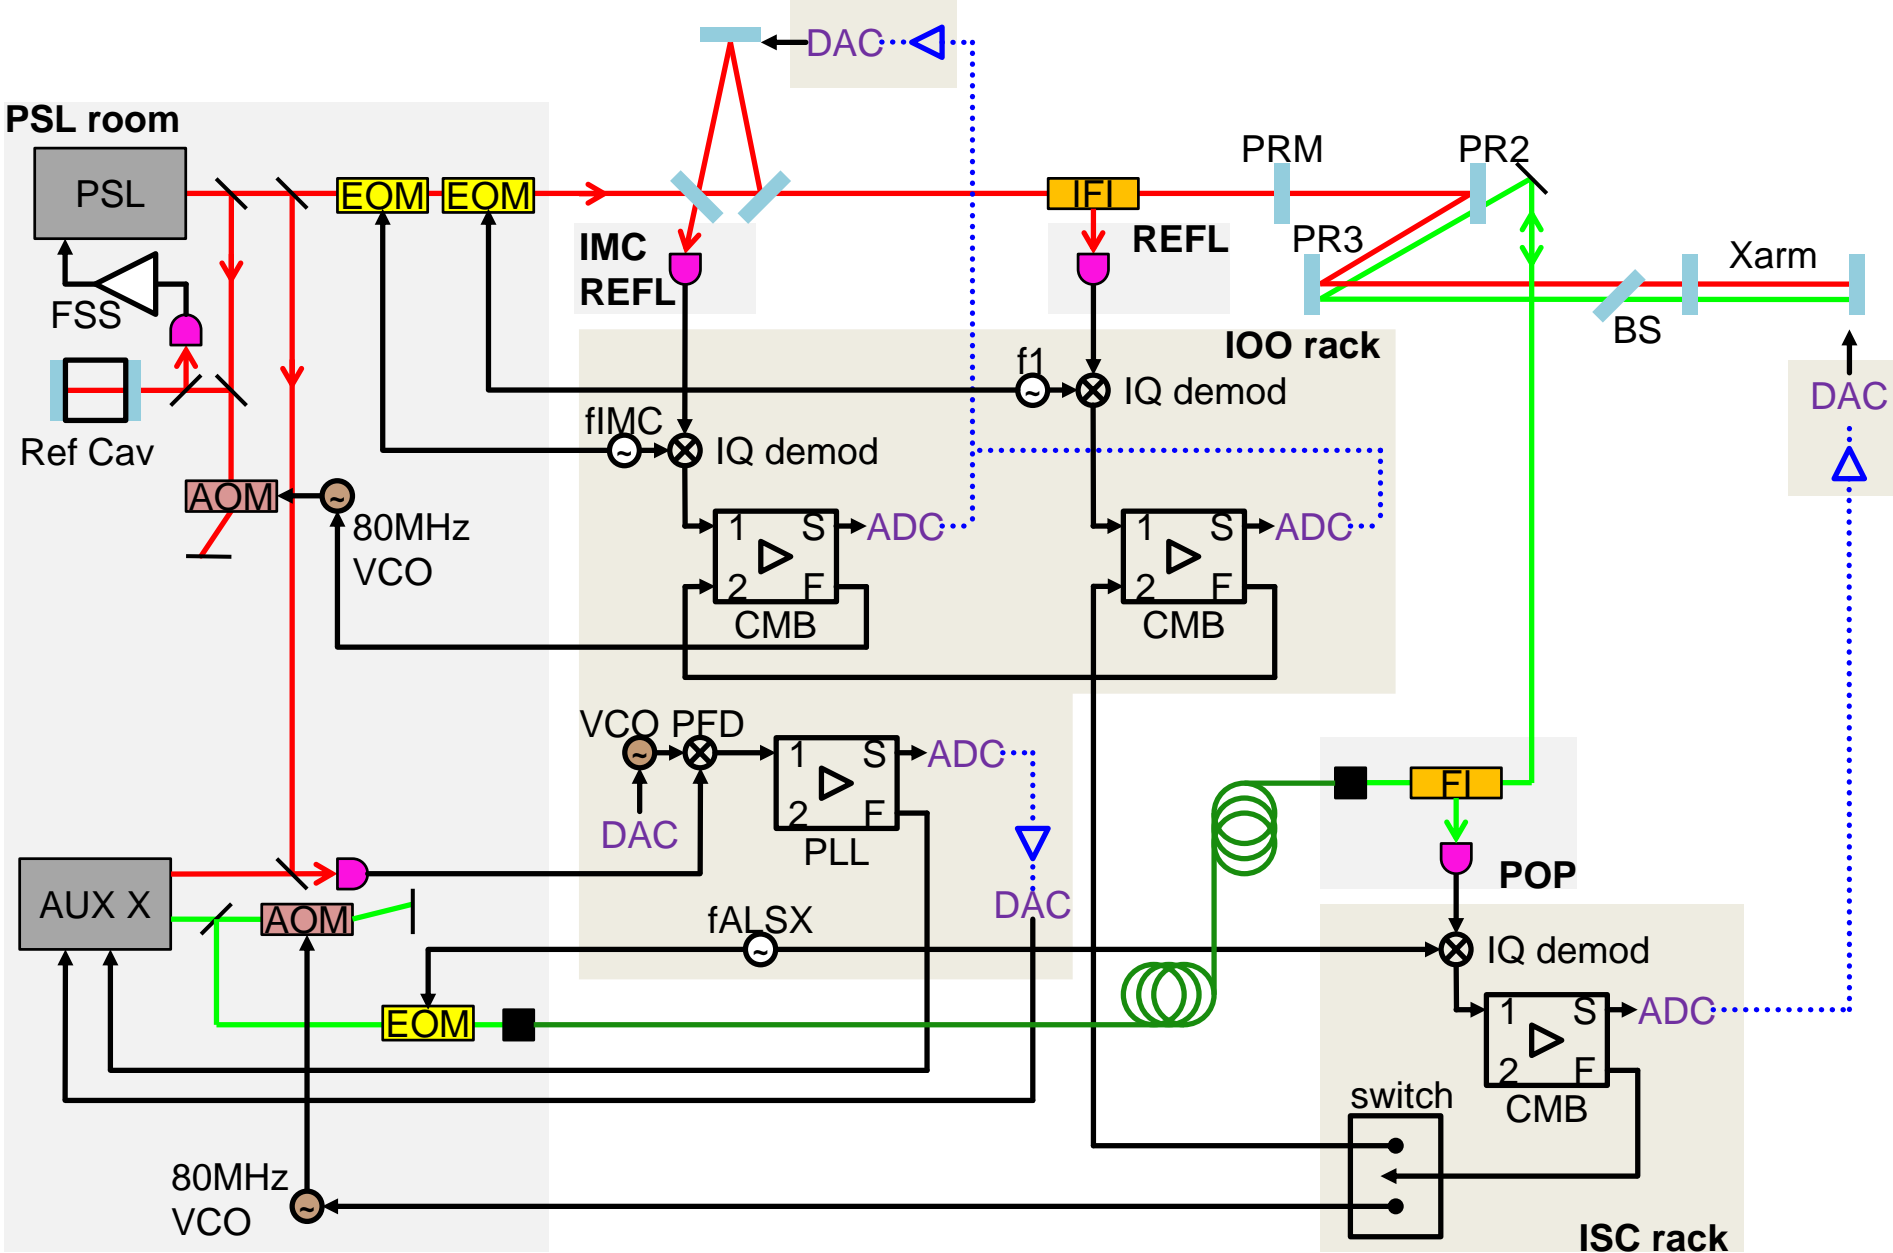 DAC
PSL room
PRM
PR2
PSL
EOM
EOM
IFI
IMC
REFL
REFL
PR3
Xarm
FSS
BS
IOO rack
f1
IQ demod
DAC
fIMC
IQ demod
Ref Cav
AOM
80MHz
VCO
1
S
ADC
2
F
CMB
1
S
ADC
2
F
CMB
VCO
PFD
1
S
ADC
2
F
DAC
PLL
FI
POP
AUX X
AOM
DAC
fALSX
IQ demod
EOM
1
S
ADC
2
F
CMB
switch
80MHz
VCO
ISC rack